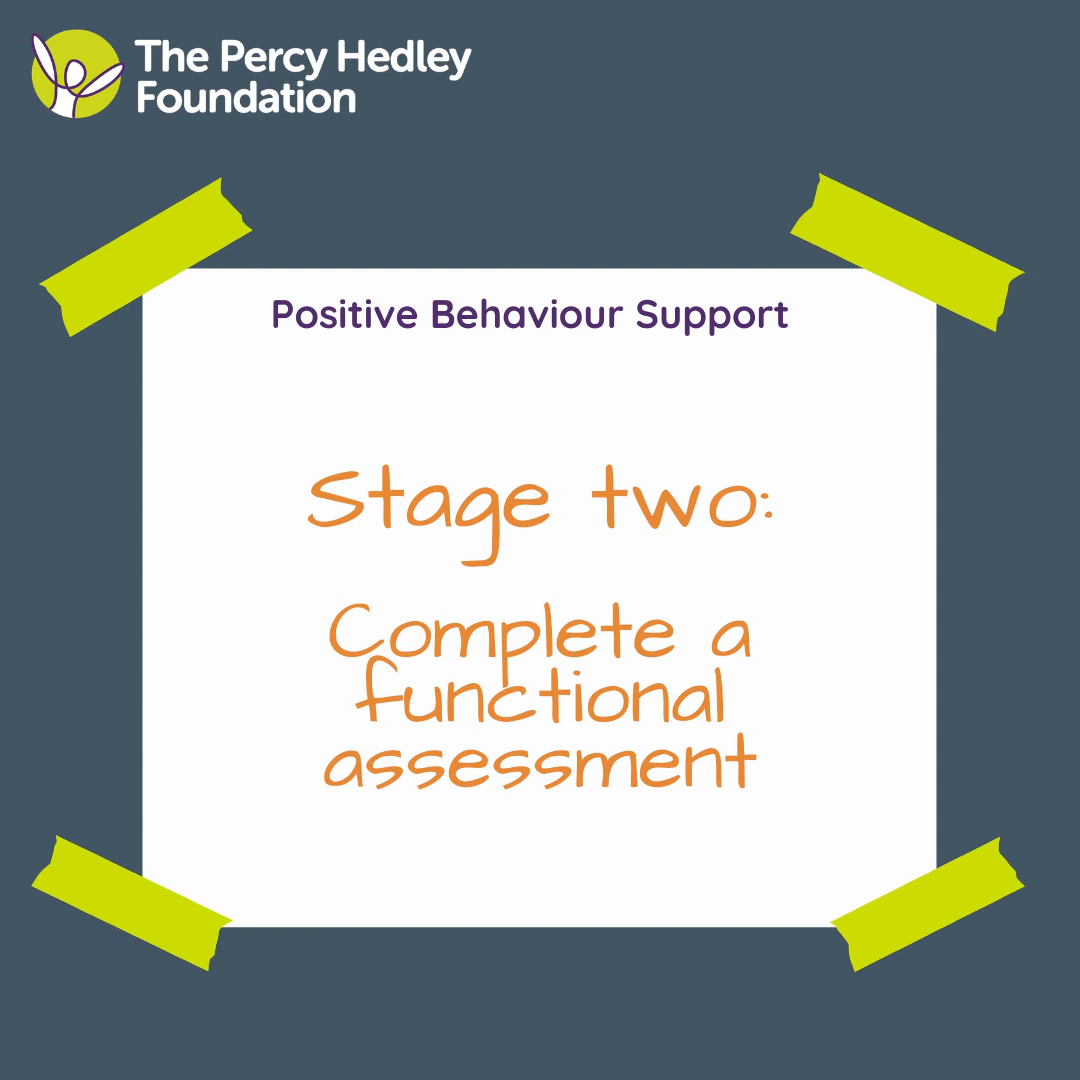 The Percy Hedley
Foundation
Positive Behaviour Support
Stage two:
Complete a
functional
assessment